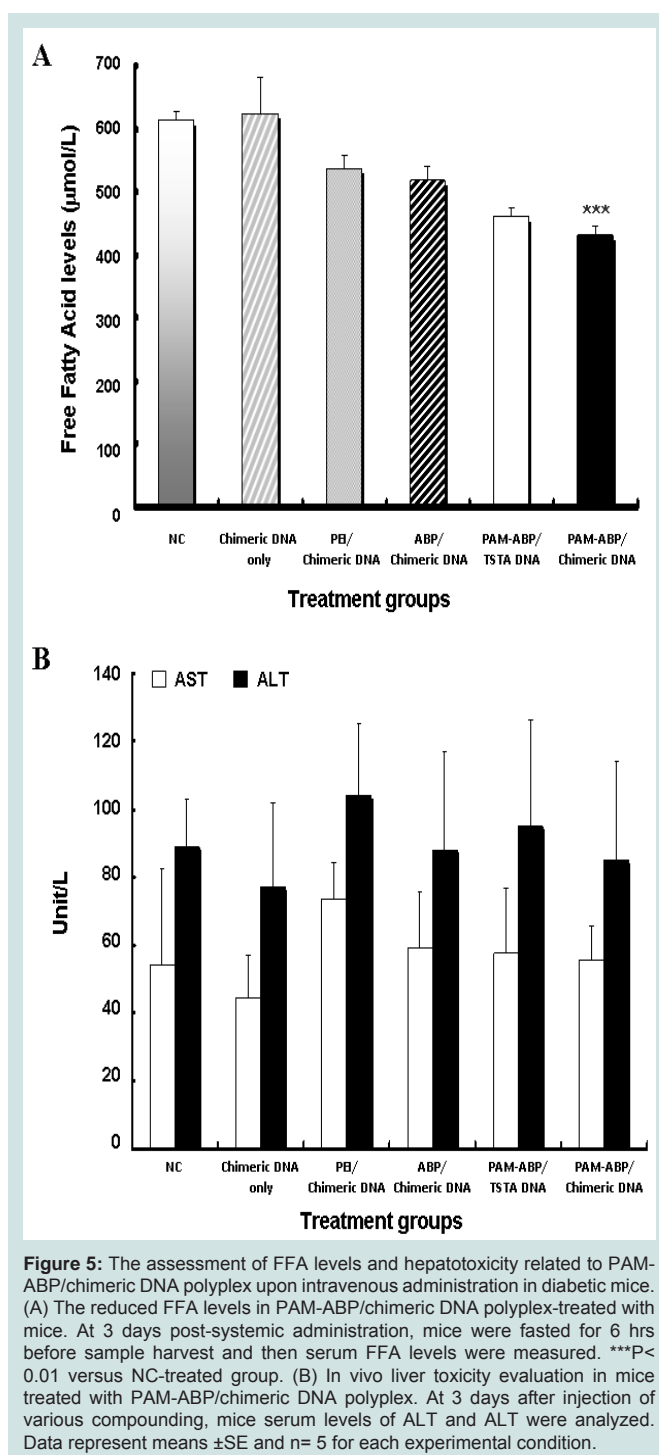 A
700
600
500
400
300
200
100
0
Free Fatty Acid levels (µmol/L)
***
NC
Chimeric DNA
only
PEI/
Chimeric DNA
ABP/
Chimeric DNA
PAM-ABP/
TSTA DNA
PAM-ABP/
Chimeric DNA
Treatment groups
B
140
120
100
80
60
40
20
0
Unit/L
AST ALT
NC
Chimeric DNA
only
PEI/
Chimeric DNA
ABP/
Chimeric DNA
PAM-ABP/
TSTA DNA
PAM-ABP/
Chimeric DNA
Treatment groups
Figure 5: The assessment of FFA levels and hepatotoxicity related to PAM-
ABP/chimeric DNA polyplex upon intravenous administration in diabetic mice.
(A) The reduced FFA levels in PAM-ABP/chimeric DNA polyplex-treated with
mice. At 3 days post-systemic administration, mice were fasted for 6 hrs
before sample harvest and then serum FFA levels were measured. ***P<
0.01 versus NC-treated group. (B) In vivo liver toxicity evaluation in mice
treated with PAM-ABP/chimeric DNA polyplex. At 3 days after injection of
various compounding, mice serum levels of ALT and ALT were analyzed.
Data represent means ±SE and n= 5 for each experimental condition.